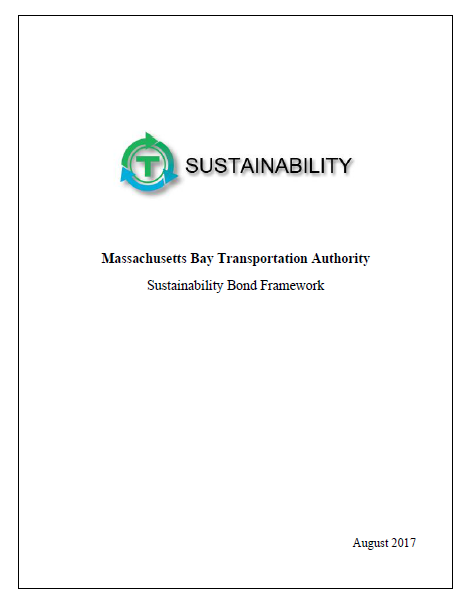 T
SUSTAINABILITY
Massachusetts Bay Transportation Authority
Sustainability Bond Framework
August 2017